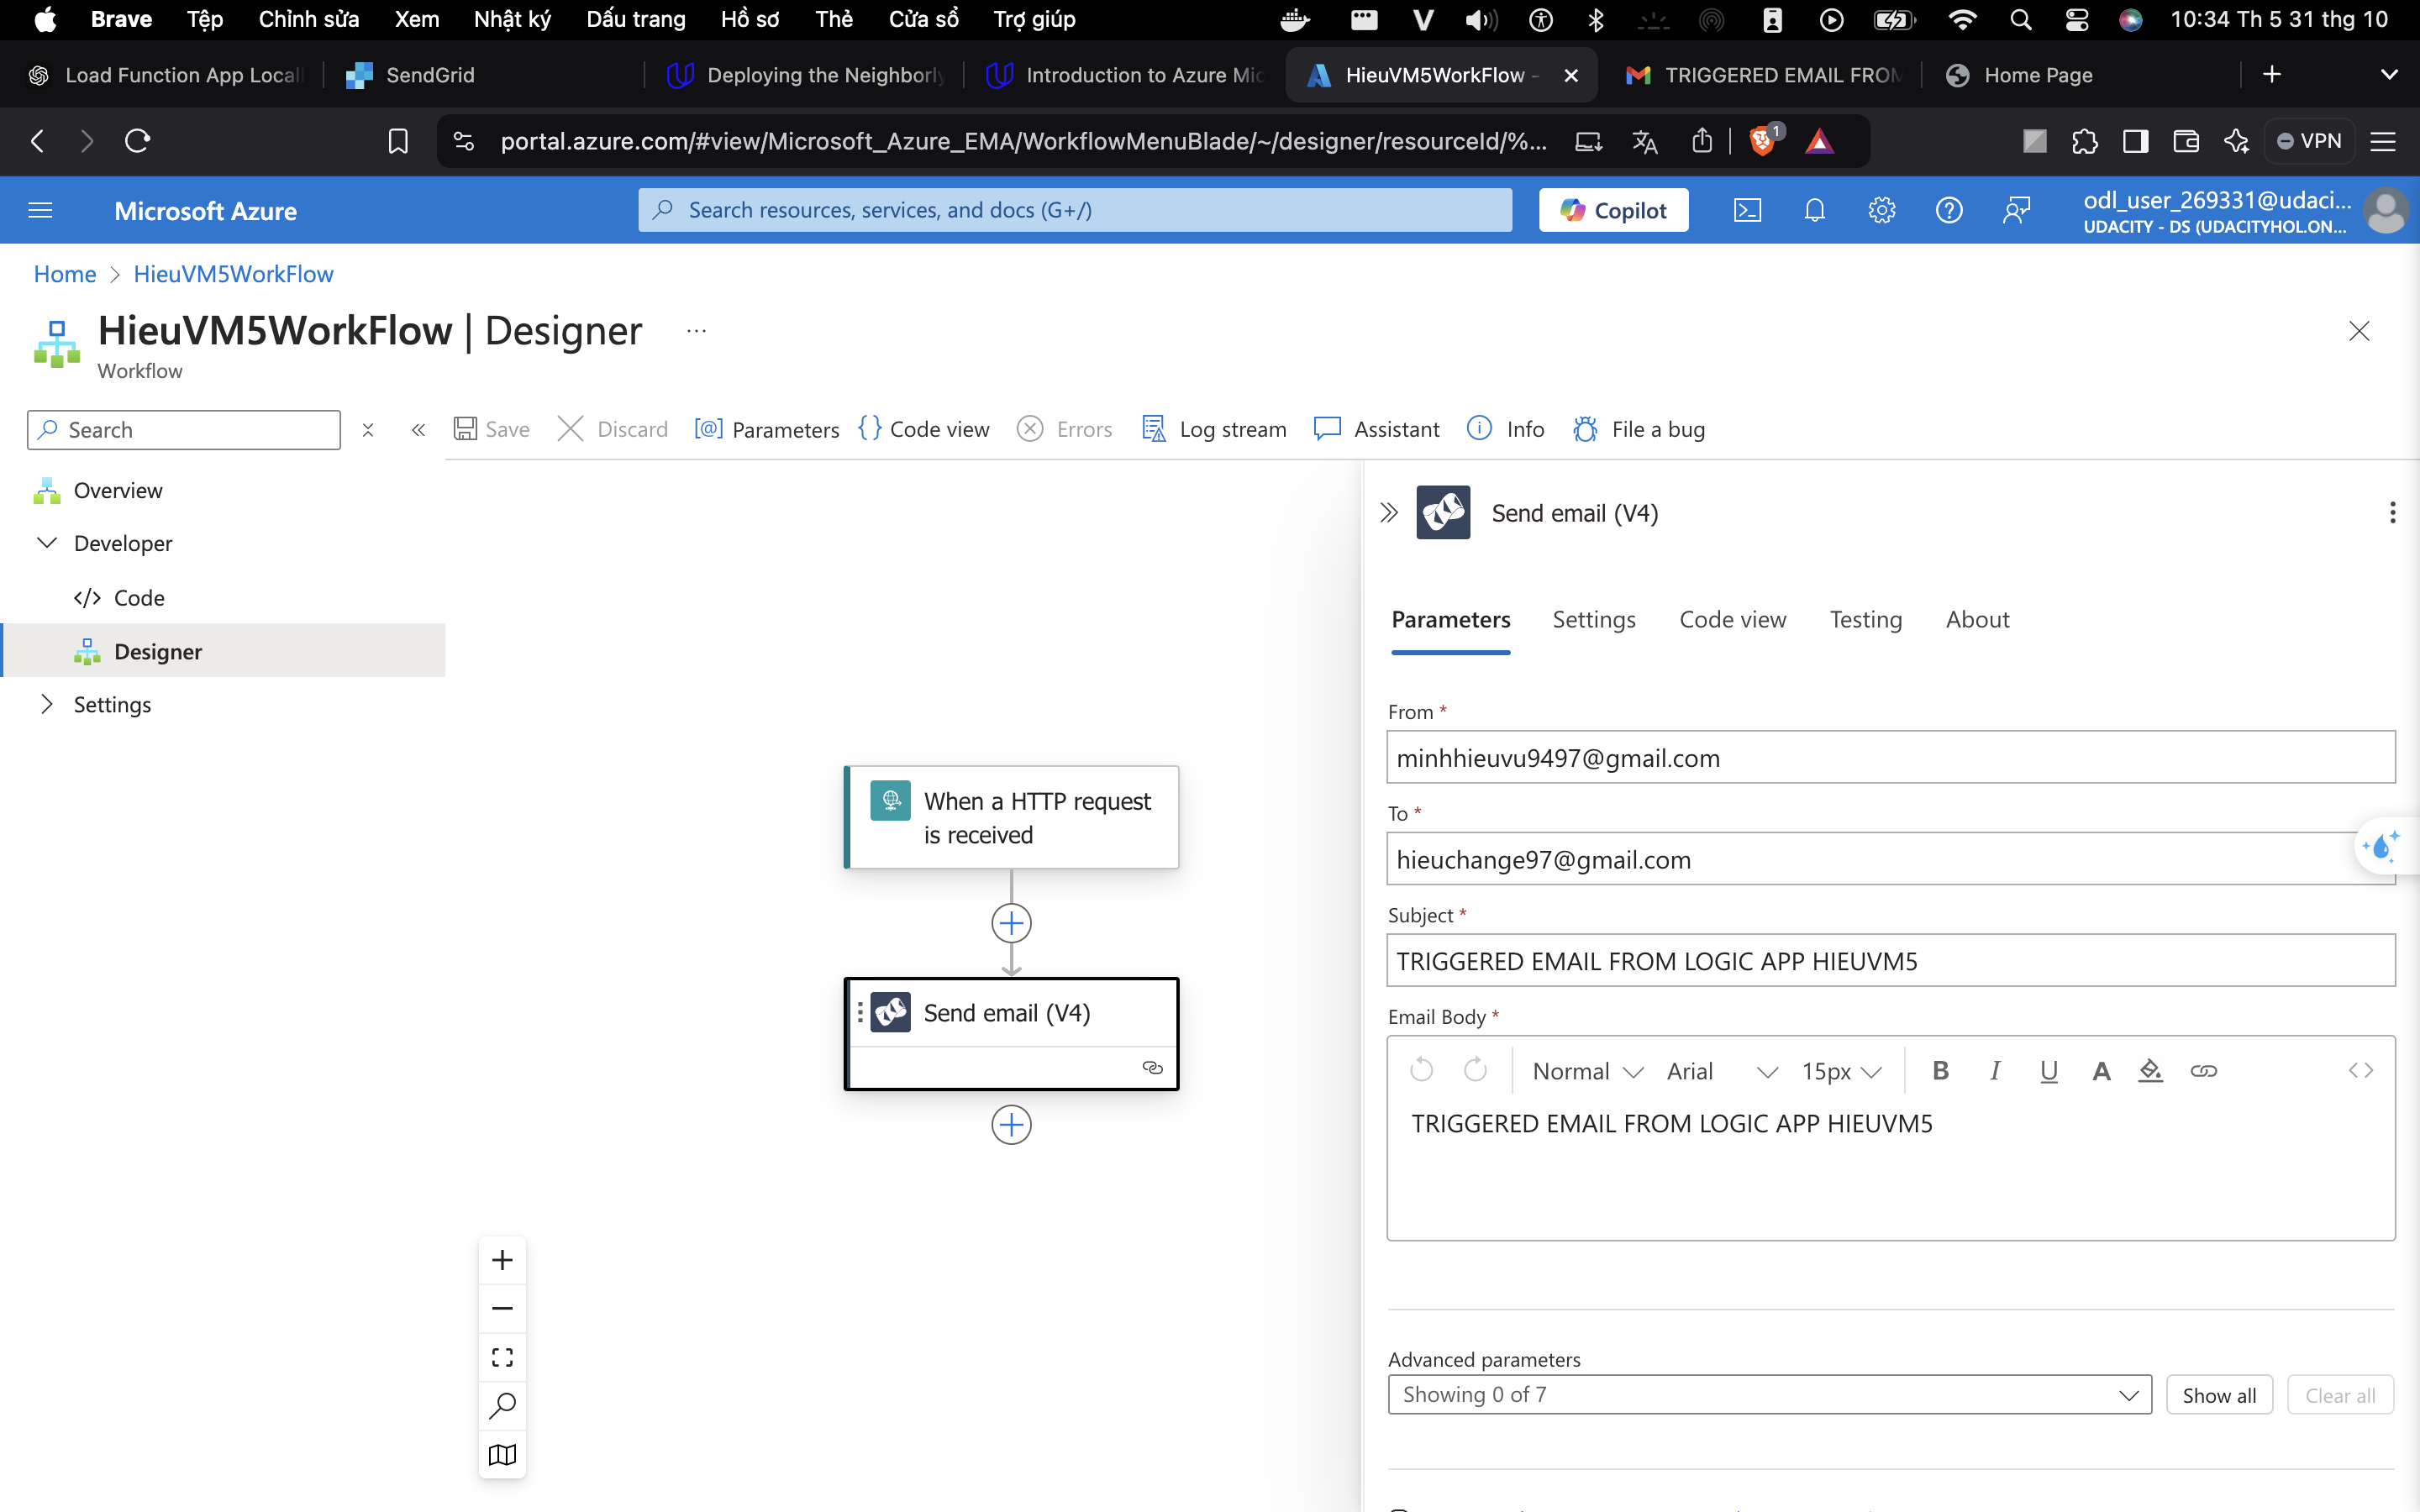 Brave Tệp Chỉnh sửa Xem Nhật ký Dấu trang Hồ sơ Thẻ Cửa sổ Trợ giúp 10:34 Th 5 31 thg 10
Load Function App Locall SendGrid Deploying the Neighborly Introduction to Azure Mic HieuVM5WorkFlow - TRIGGERED EMAIL FROM Home Page
portal.azure.com/#view/Microsoft_Azure_EMA/WorkflowMenuBlade/~/designer/resourceId/%... 1 VPN
Microsoft Azure Search resources, services, and docs (G+/) Copilot odl_user_269331@udaci...
UDACITY - DS (UDACITYHOL.ON...
Home > HieuVM5WorkFlow
HieuVM5WorkFlow | Designer ...
Workflow
Search Save Discard Parameters Code view Errors Log stream Assistant Info File a bug
Overview
Developer
Code
Designer
Settings
When a HTTP request
is received
Send email (V4)
Send email (V4)
Parameters Settings Code view Testing About
From *
minhhieuvu9497@gmail.com
To *
hieuchange97@gmail.com
Subject *
TRIGGERED EMAIL FROM LOGIC APP HIEUVM5
Email Body *
Normal Arial 15px B I U A
TRIGGERED EMAIL FROM LOGIC APP HIEUVM5
Advanced parameters
Showing 0 of 7 Show all Clear all